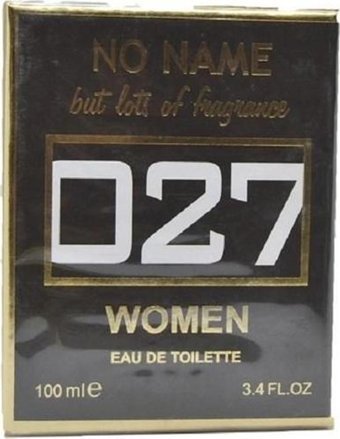 NO NAME
but lots of fragrance
027
WOMEN
EAU DE TOILETTE
100 ml e 3.4 FL.OZ